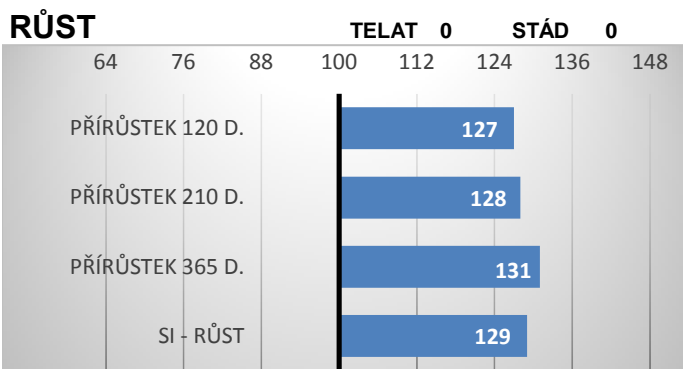 RŮST TELAT 0 STÁD 0
64 76 88 100 112 124 136 148
PŘÍRŮSTEK 120 D. 127
PŘÍRŮSTEK 210 D. 128
PŘÍRŮSTEK 365 D. 131
SI - RŮST 129